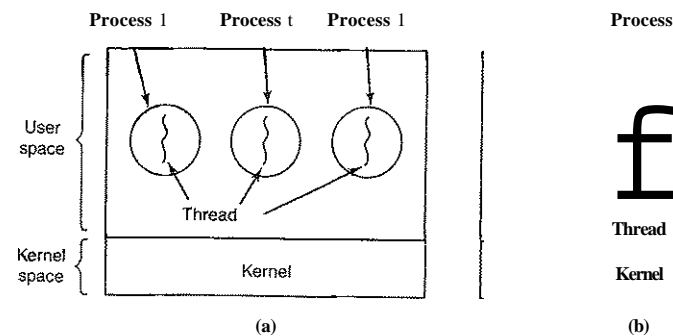 Process 1 Process t Process 1 Process
User
space
Thread
Thread
Kernel
space
Kernel
Kernel
(a) (b)